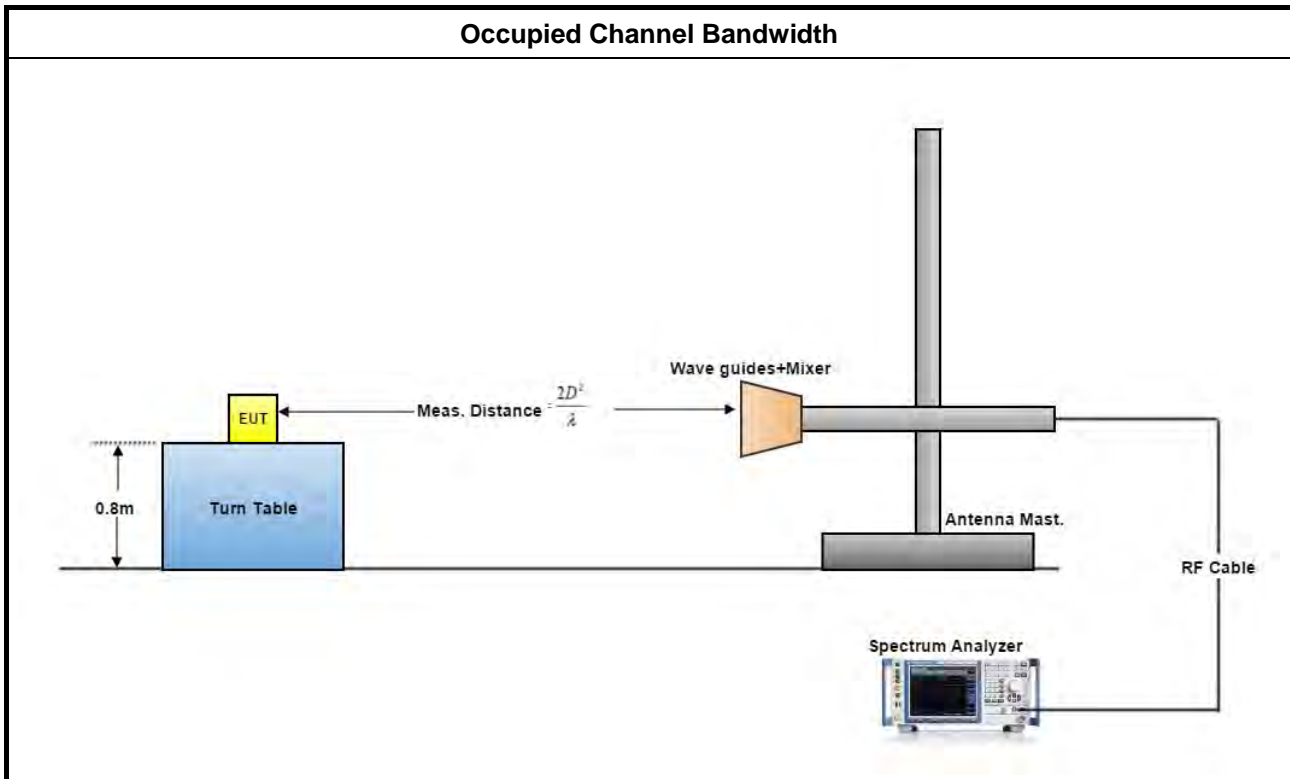 Occupied Channel Bandwidth
Wave guides+Mixer
EUT
Meas. Distance = 2D²/λ
0.8m
Turn Table
Antenna Mast.
RF Cable
Spectrum Analyzer